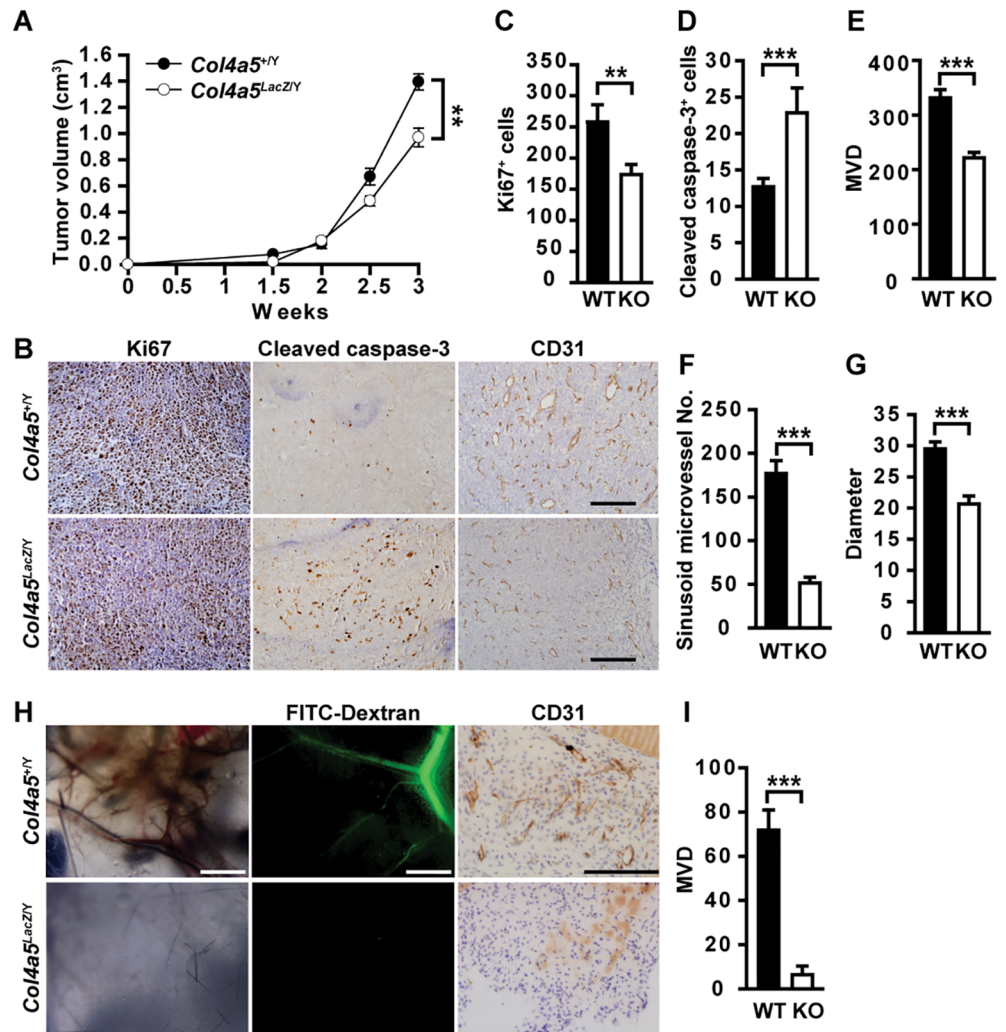 A
Tumor volume (cm³)
1.6
1.4
1.2
1.0
0.8
0.6
0.4
0.2
0.0
Col4a5+/Y
Col4a5LacZ/Y
**
0 0.5 1 1.5 2 2.5 3
Weeks
C
Ki67+ cells
350
300
250
200
150
100
50
0
**
WT KO
D
Cleaved caspase-3+ cells
30
25
20
15
10
5
0
***
WT KO
E
MVD
400
300
200
100
0
***
WT KO
B
Ki67 Cleaved caspase-3 CD31
Col4a5+/Y
Col4a5LacZ/Y
F
Sinusoid microvessel No.
250
200
150
100
50
0
***
WT KO
G
Diameter
35
30
25
20
15
10
5
0
***
WT KO
H
FITC-Dextran CD31
Col4a5+/Y
Col4a5LacZ/Y
I
MVD
100
80
60
40
20
0
***
WT KO